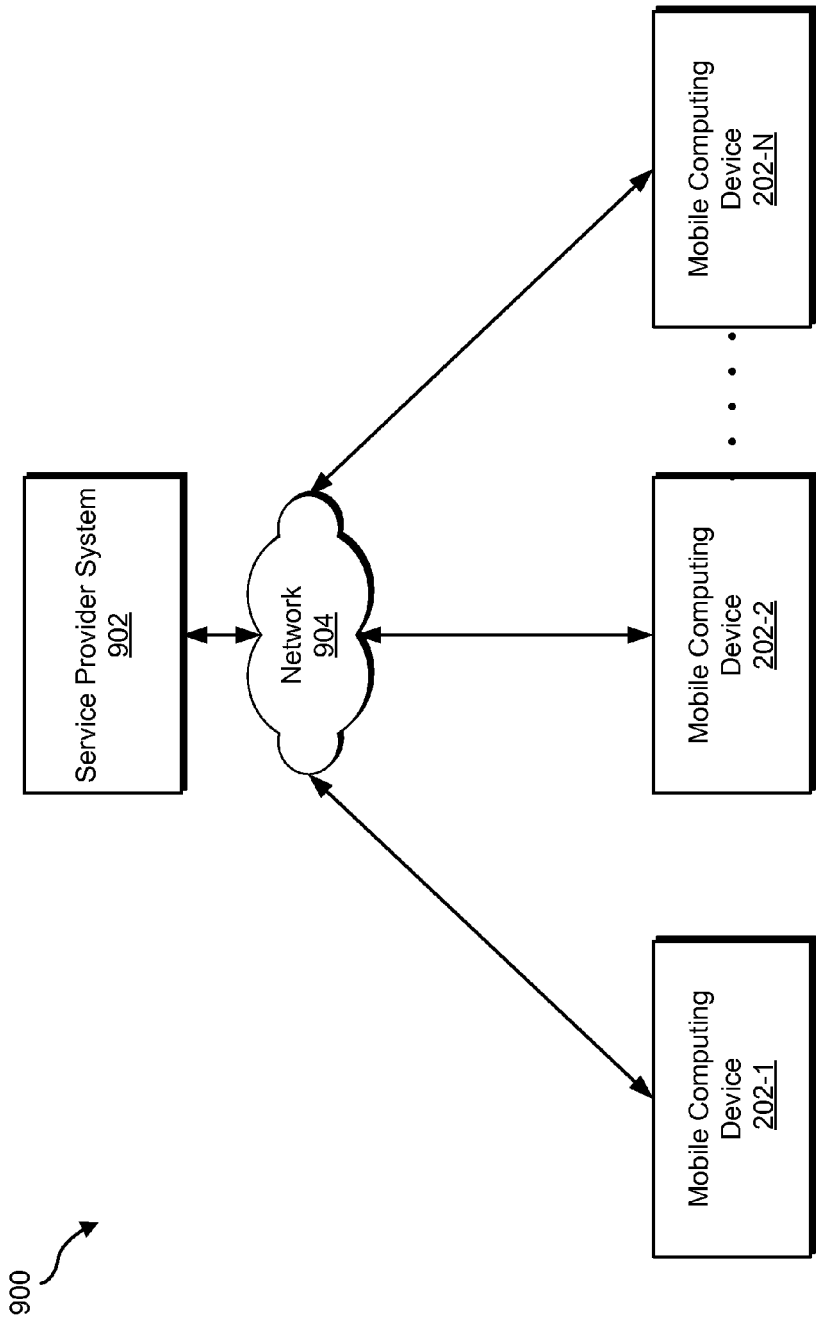 900
Service Provider System
902
Network
904
Mobile Computing
Device
202-1
Mobile Computing
Device
202-2
Mobile Computing
Device
202-N